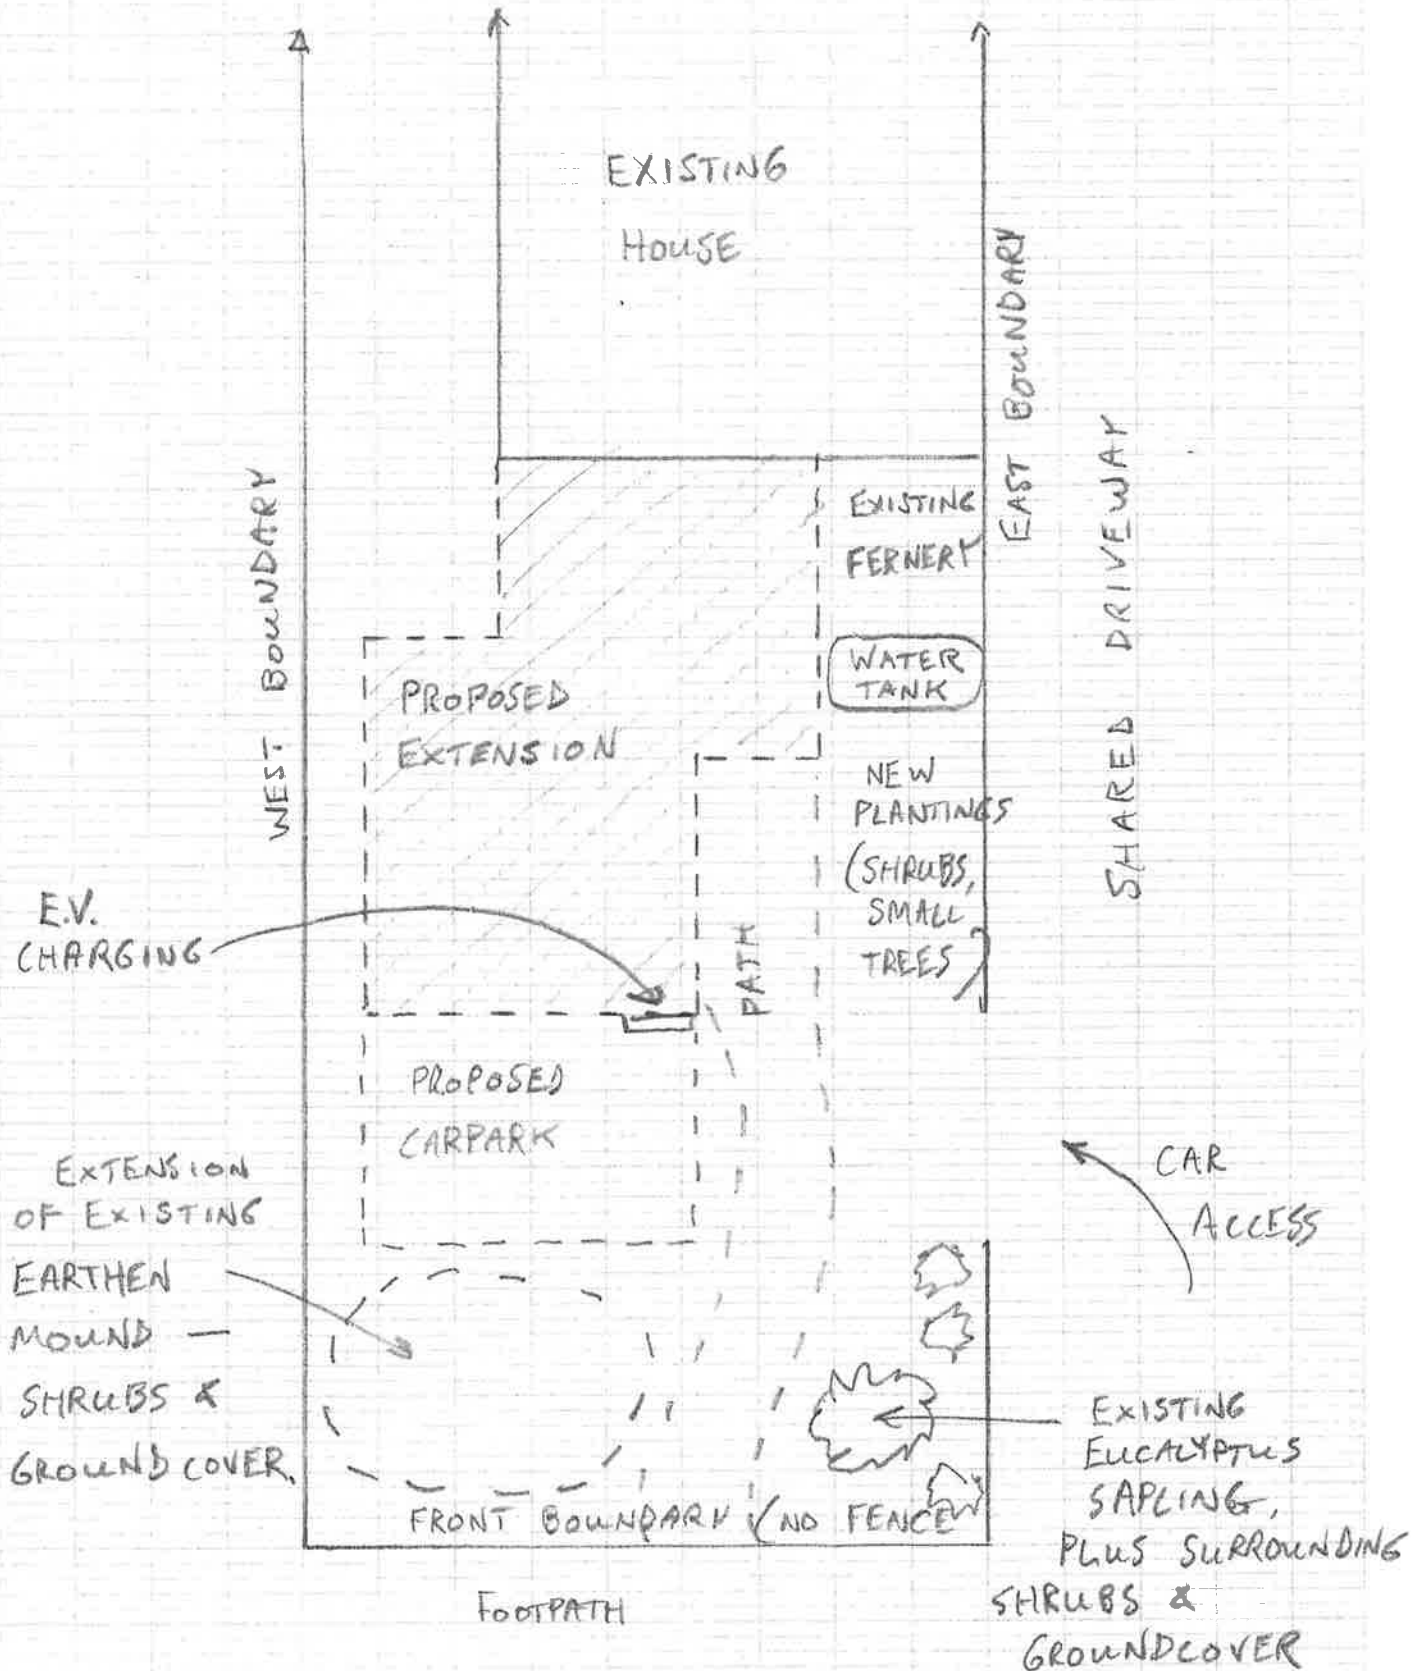 EXISTING
HOUSE
EAST BOUNDARY
WEST BOUNDARY
SHARED DRIVEWAY
EXISTING
FERNERY
WATER
TANK
PROPOSED
EXTENSION
NEW
PLANTINGS
(SHRUBS,
SMALL
TREES)
E.V.
CHARGING
PATH
PROPOSED
CARPARK
CAR
ACCESS
EXTENSION
OF EXISTING
EARTHEN
MOUND —
SHRUBS &
GROUNDCOVER.
EXISTING
EUCALYPTUS
SAPLING,
PLUS SURROUNDING
SHRUBS &
GROUNDCOVER
FRONT BOUNDARY (NO FENCE
FOOTPATH